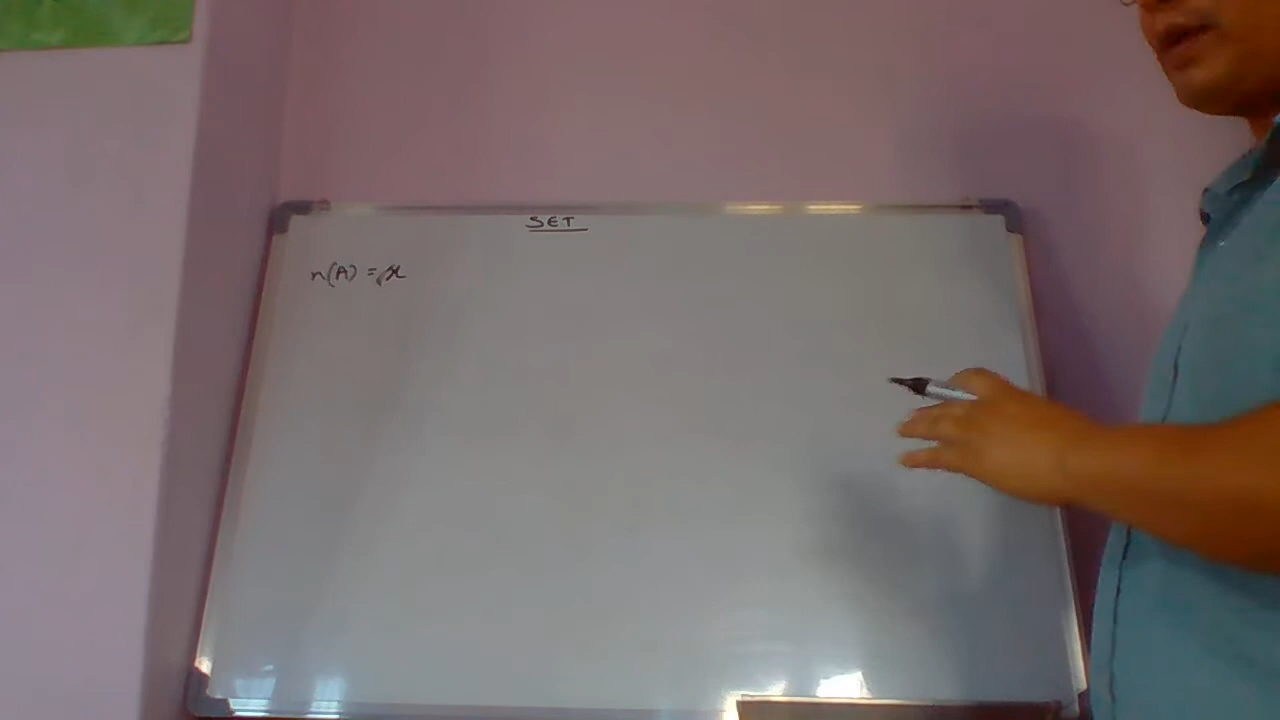 SET
n(A) = x